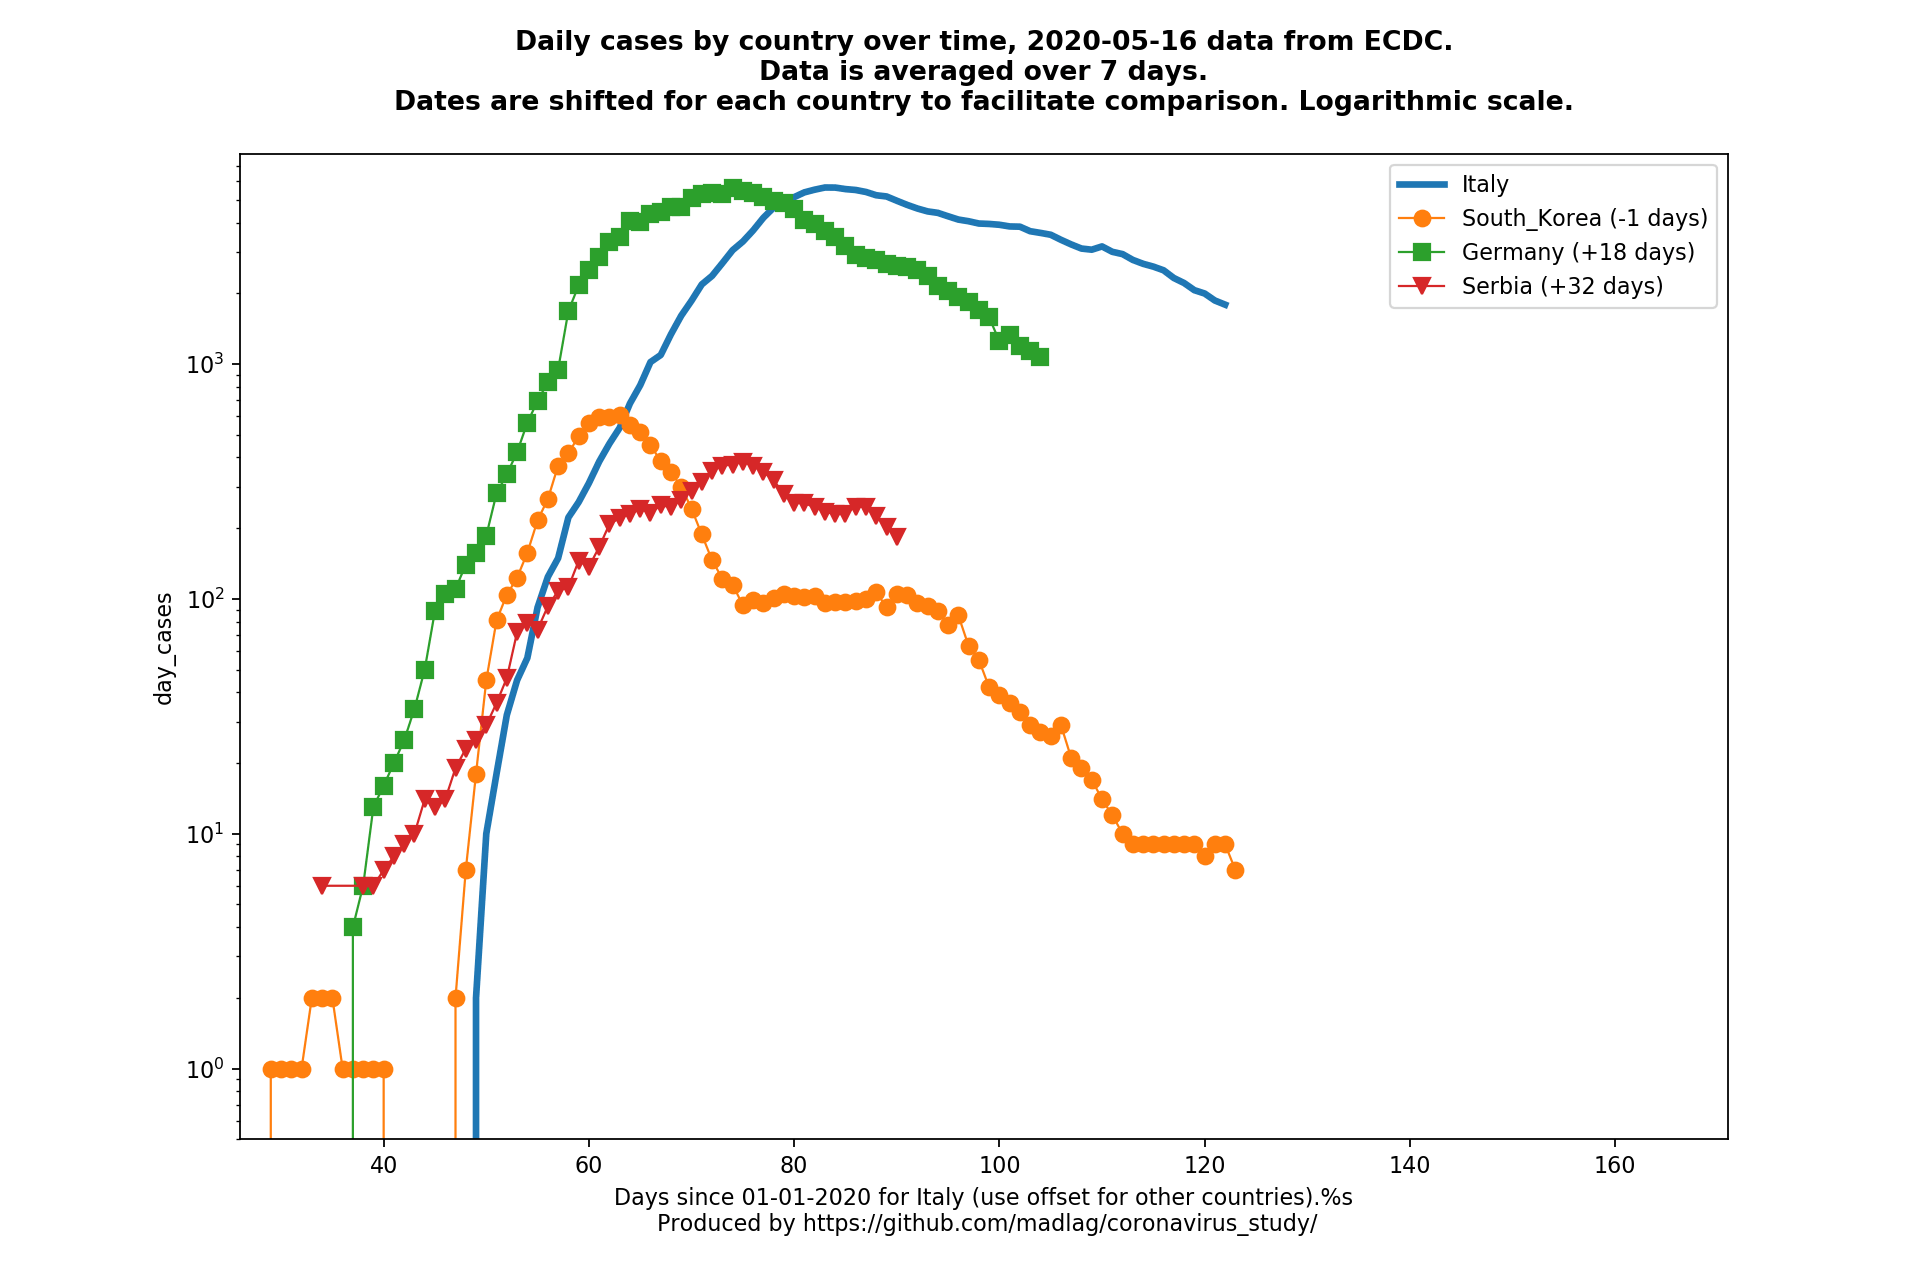 Daily cases by country over time, 2020-05-16 data from ECDC.
Data is averaged over 7 days.
Dates are shifted for each country to facilitate comparison. Logarithmic scale.
Italy
South_Korea (-1 days)
Germany (+18 days)
Serbia (+32 days)
day_cases
10³
10²
10¹
10⁰
40 60 80 100 120 140 160
Days since 01-01-2020 for Italy (use offset for other countries).%s
Produced by https://github.com/madlag/coronavirus_study/